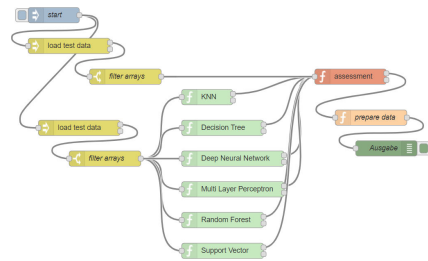 start
load test data
filter arrays
assessment
KNN
prepare data
load test data
Decision Tree
Ausgabe
filter arrays
Deep Neural Network
Multi Layer Perceptron
Random Forest
Support Vector